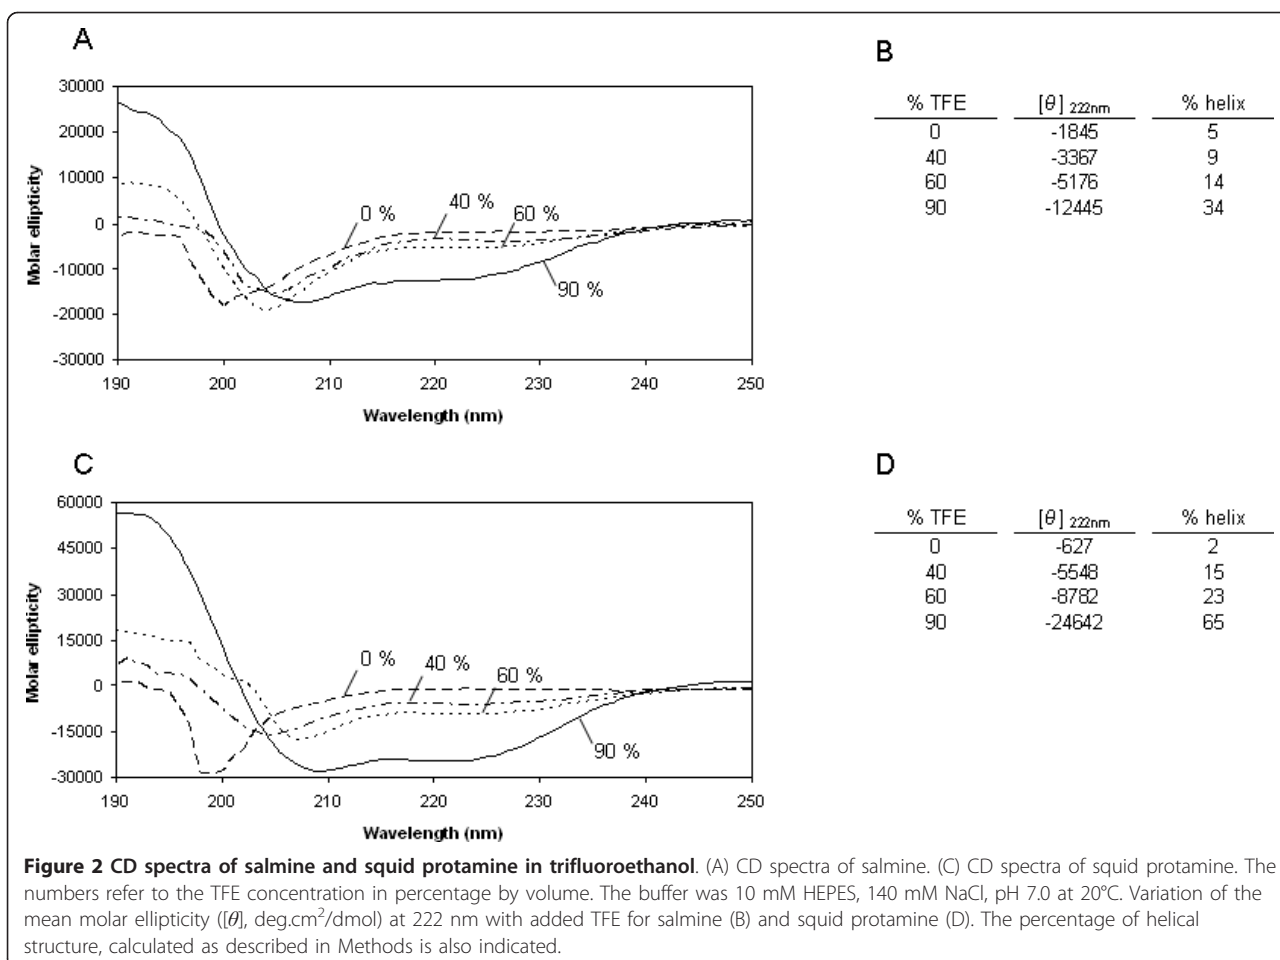 A
30000
20000
10000
0
-10000
-20000
-30000
Molar ellipticity
0 %
40 %
60 %
90 %
190 200 210 220 230 240 250
Wavelength (nm)
B
% TFE [θ] 222nm % helix
0 -1845 5
40 -3367 9
60 -5176 14
90 -12445 34
C
60000
45000
30000
15000
0
-15000
-30000
Molar ellipticity
0 %
40 %
60 %
90 %
190 200 210 220 230 240 250
Wavelength (nm)
D
% TFE [θ] 222nm % helix
0 -627 2
40 -5548 15
60 -8782 23
90 -24642 65
Figure 2 CD spectra of salmine and squid protamine in trifluoroethanol. (A) CD spectra of salmine. (C) CD spectra of squid protamine. The
numbers refer to the TFE concentration in percentage by volume. The buffer was 10 mM HEPES, 140 mM NaCl, pH 7.0 at 20°C. Variation of the
mean molar ellipticity ([θ], deg.cm²/dmol) at 222 nm with added TFE for salmine (B) and squid protamine (D). The percentage of helical
structure, calculated as described in Methods is also indicated.